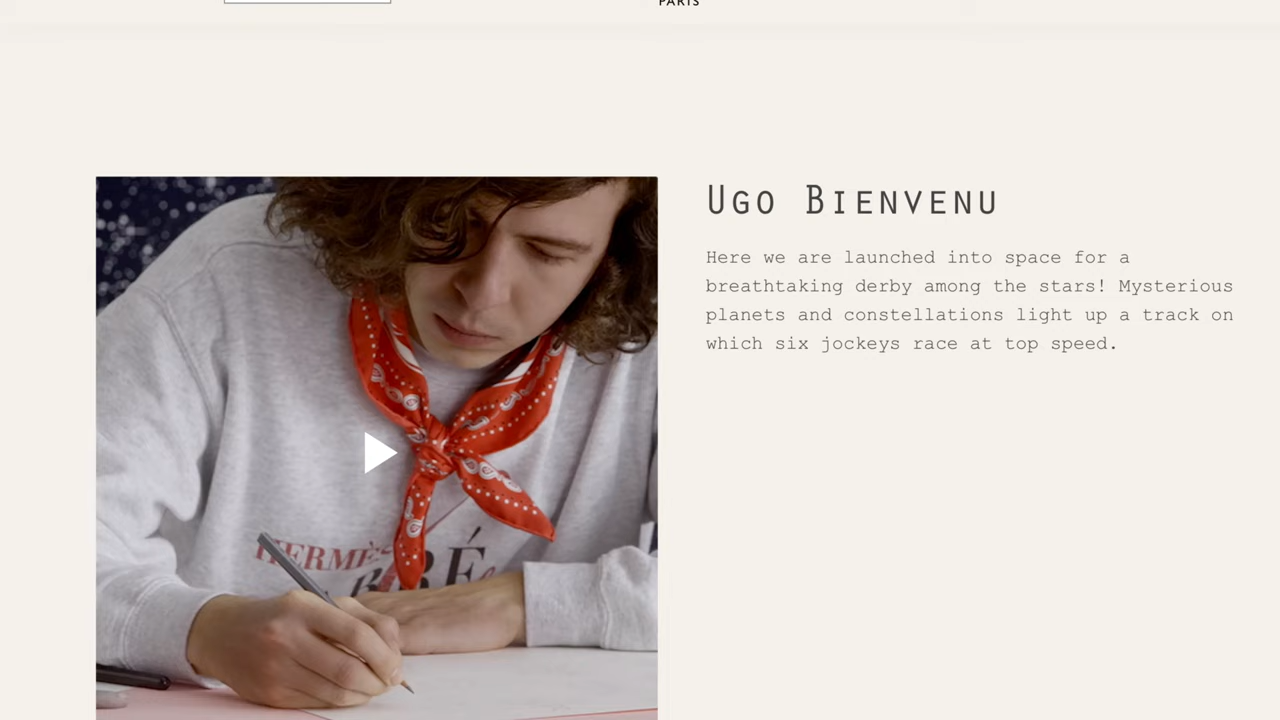 PARIS
Ugo Bienvenu
Here we are launched into space for a
breathtaking derby among the stars! Mysterious
planets and constellations light up a track on
which six jockeys race at top speed.
HERMÈS